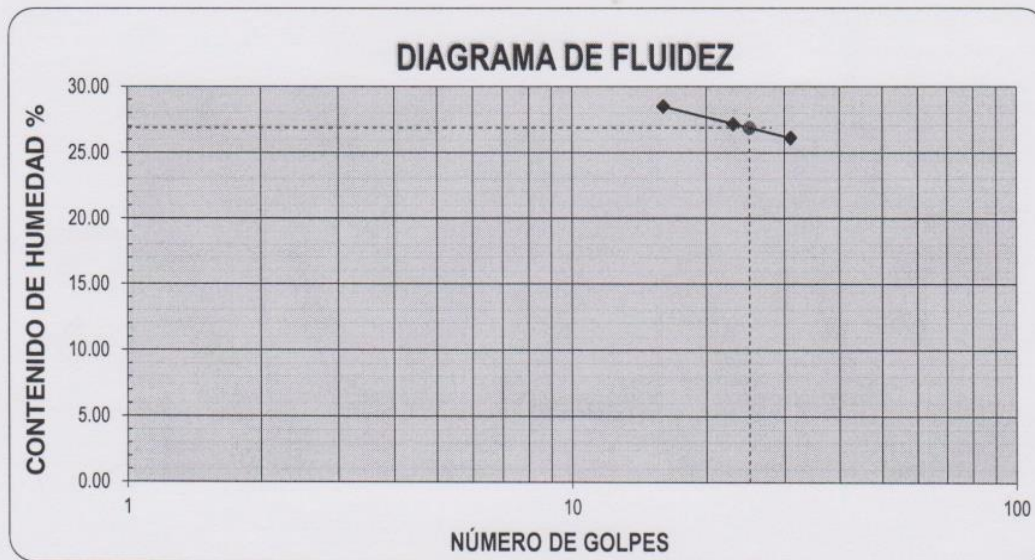 DIAGRAMA DE FLUIDEZ
CONTENIDO DE HUMEDAD %
30.00
25.00
20.00
15.00
10.00
5.00
0.00
1 10 100
NÚMERO DE GOLPES